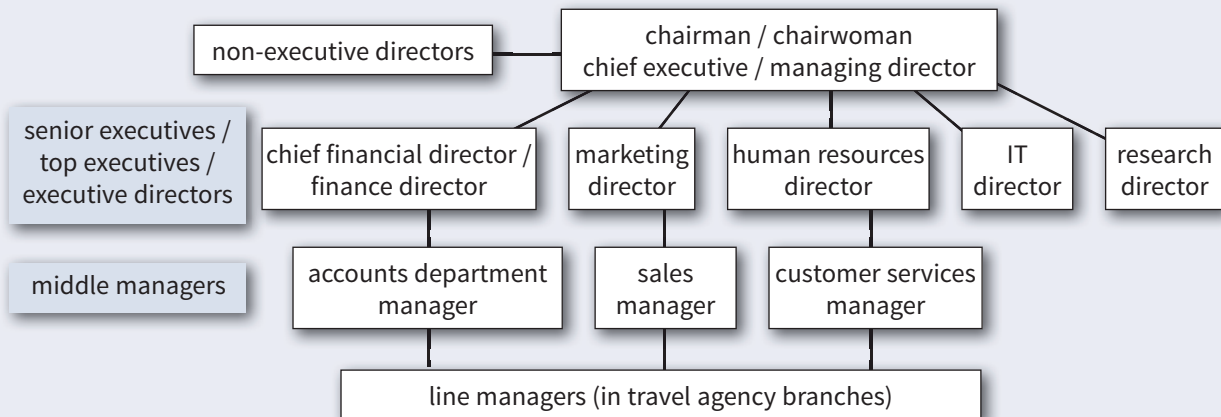 non-executive directors
chairman / chairwoman
chief executive / managing director
senior executives /
top executives /
executive directors
chief financial director /
finance director
marketing
director
human resources
director
IT
director
research
director
middle managers
accounts department
manager
sales
manager
customer services
manager
line managers (in travel agency branches)